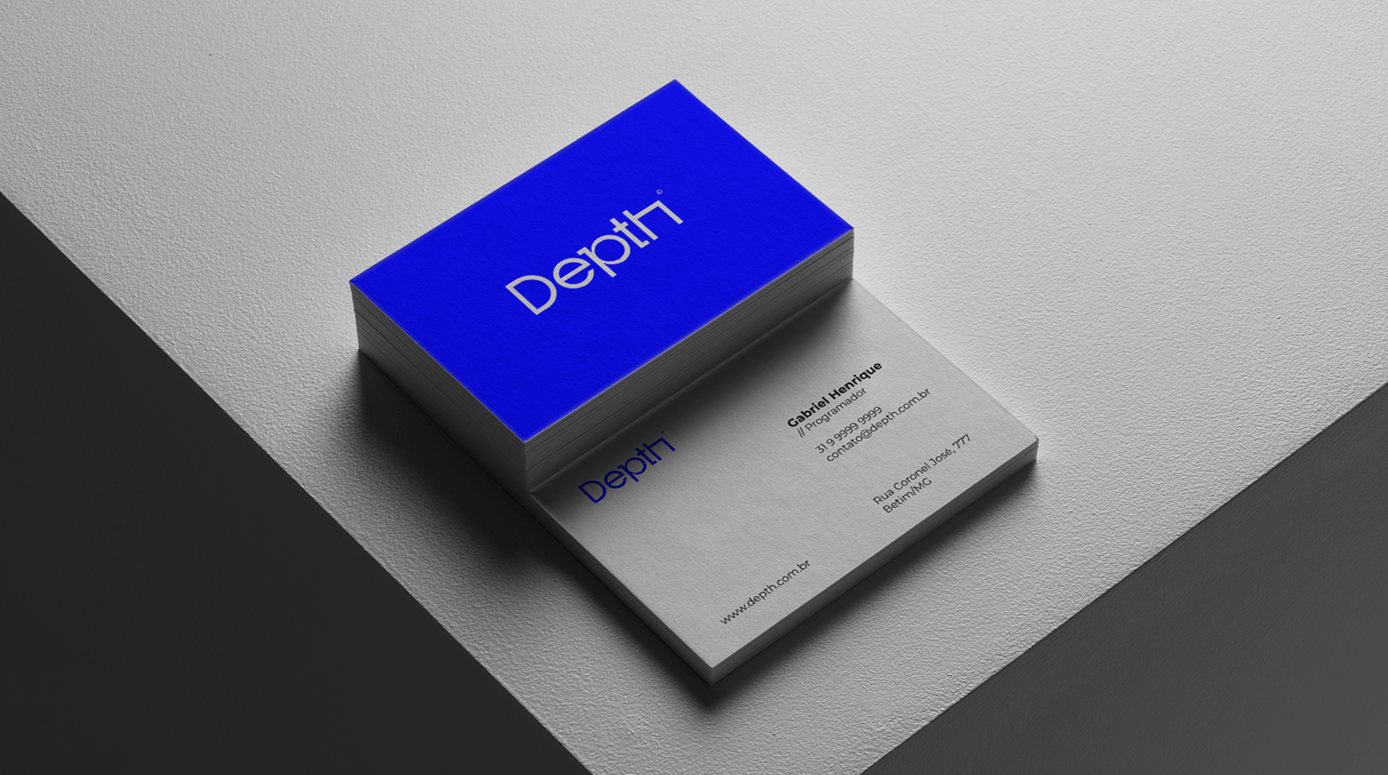 Depth©
Depth
Gabriel Henrique
// Programador
31 9 9999 9999
contato@depth.com.br
Rua Coronel José, 777
Betim/MG
www.depth.com.br